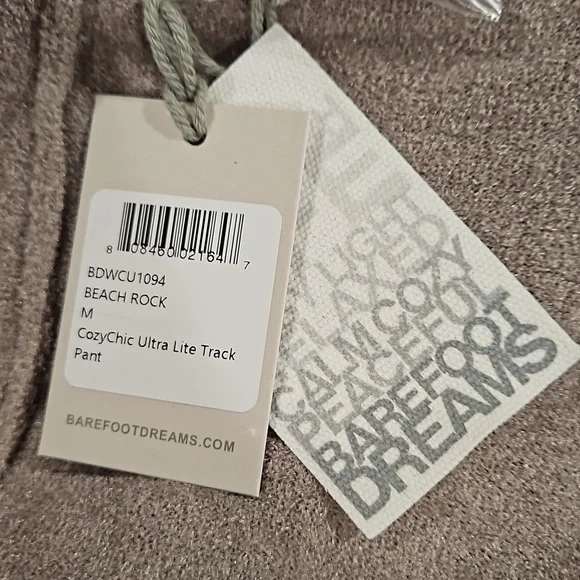 8 08460 02164 7
BDWCU1094
BEACH ROCK
M
CozyChic Ultra Lite Track
Pant
BAREFOOTDREAMS.COM
LIGHT
CALM COZY
PEACEFUL
BAREFOOT
DREAMS